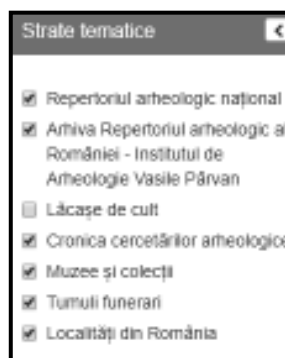 Strate tematice
Repertoriul arheologic național
Arhiva Repertoriul arheologic al
României - Institutul de
Arheologie Vasile Pârvan
Lăcașe de cult
Cronica cercetărilor arheologice
Muzee și colecții
Tumuli funerari
Localități din România